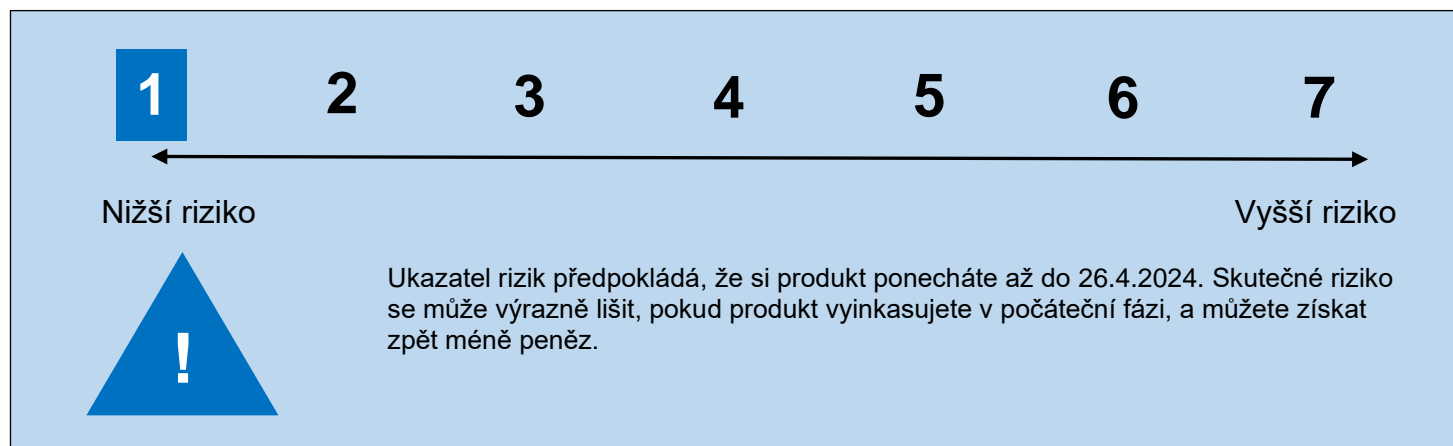 1 2 3 4 5 6 7
Nižší riziko Vyšší riziko
Ukazatel rizik předpokládá, že si produkt ponecháte až do 26.4.2024. Skutečné riziko
se může výrazně lišit, pokud produkt vyinkasujete v počáteční fázi, a můžete získat
zpět méně peněz.
!